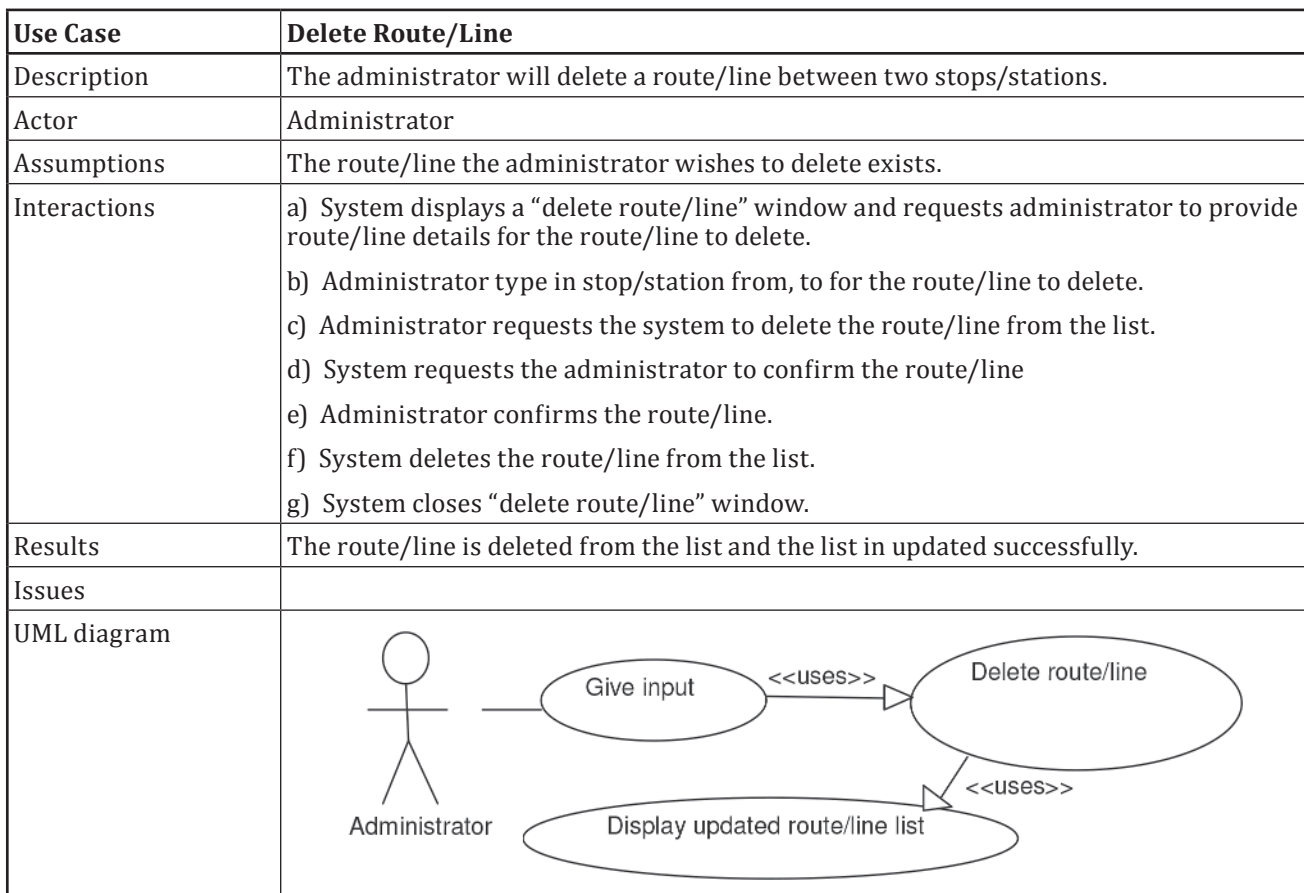 Use Case Delete Route/Line
Description The administrator will delete a route/line between two stops/stations.
Actor Administrator
Assumptions The route/line the administrator wishes to delete exists.
Interactions a) System displays a “delete route/line” window and requests administrator to provide
route/line details for the route/line to delete.
b) Administrator type in stop/station from, to for the route/line to delete.
c) Administrator requests the system to delete the route/line from the list.
d) System requests the administrator to confirm the route/line
e) Administrator confirms the route/line.
f) System deletes the route/line from the list.
g) System closes “delete route/line” window.
Results The route/line is deleted from the list and the list in updated successfully.
Issues
UML diagram
Give input <<uses>> Delete route/line
<<uses>>
Administrator Display updated route/line list